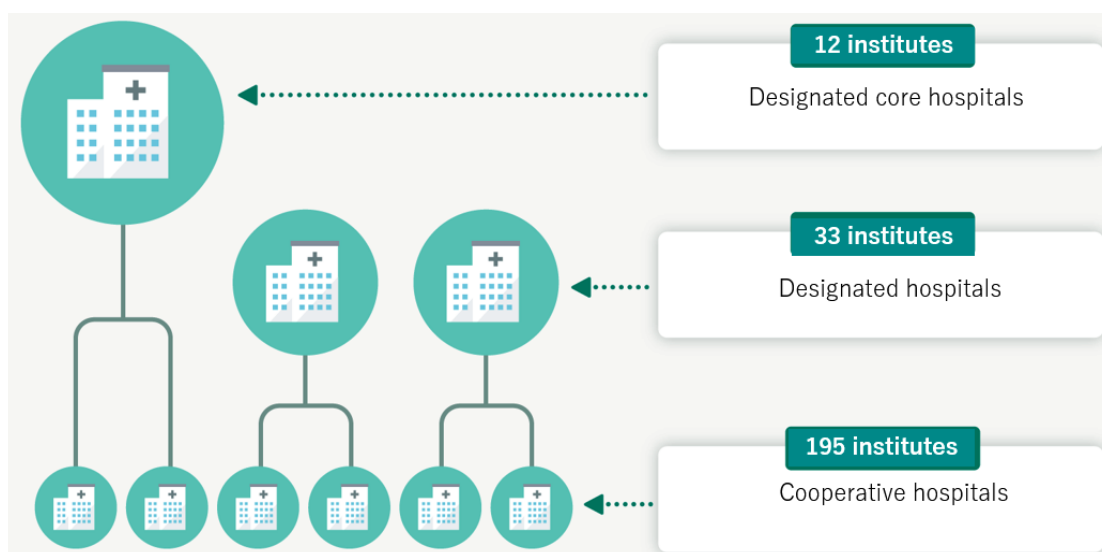 12 institutes
Designated core hospitals
33 institutes
Designated hospitals
195 institutes
Cooperative hospitals